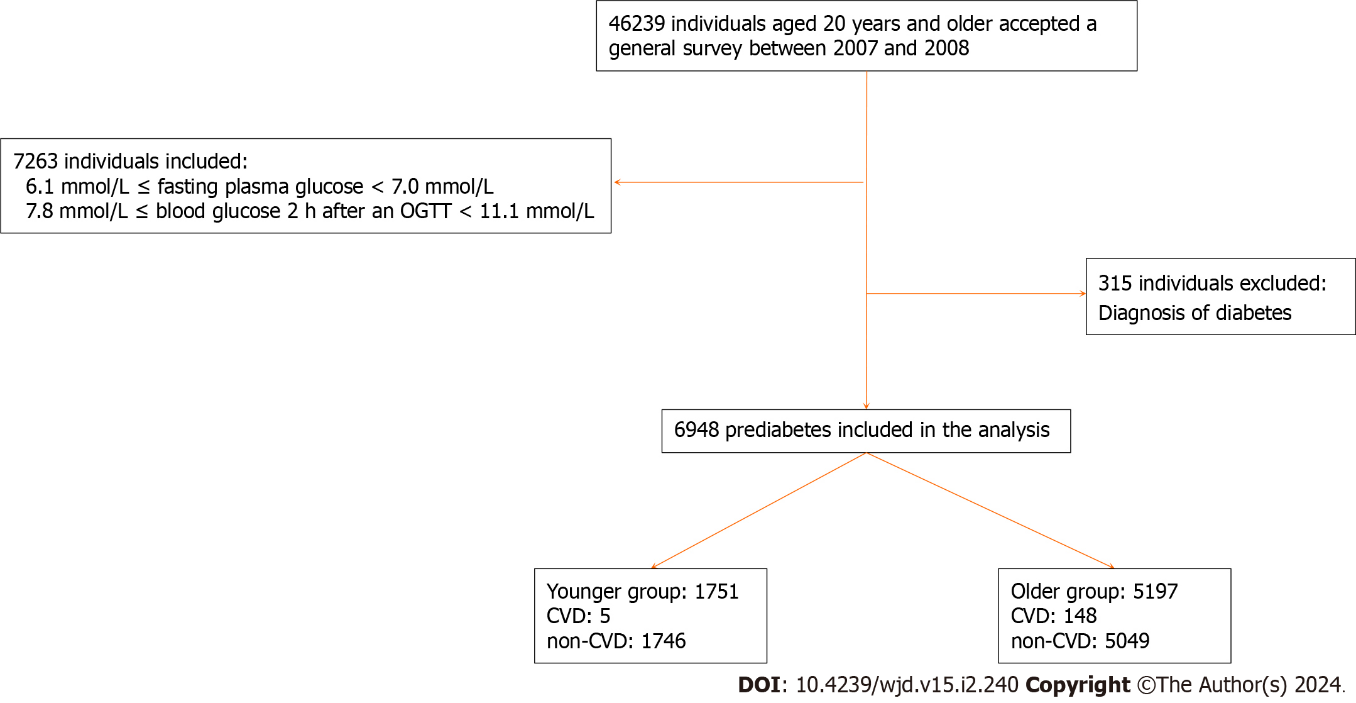 46239 individuals aged 20 years and older accepted a
general survey between 2007 and 2008
7263 individuals included:
6.1 mmol/L ≤ fasting plasma glucose < 7.0 mmol/L
7.8 mmol/L ≤ blood glucose 2 h after an OGTT < 11.1 mmol/L
315 individuals excluded:
Diagnosis of diabetes
6948 prediabetes included in the analysis
Younger group: 1751
CVD: 5
non-CVD: 1746
Older group: 5197
CVD: 148
non-CVD: 5049
DOI: 10.4239/wjd.v15.i2.240 Copyright ©The Author(s) 2024.